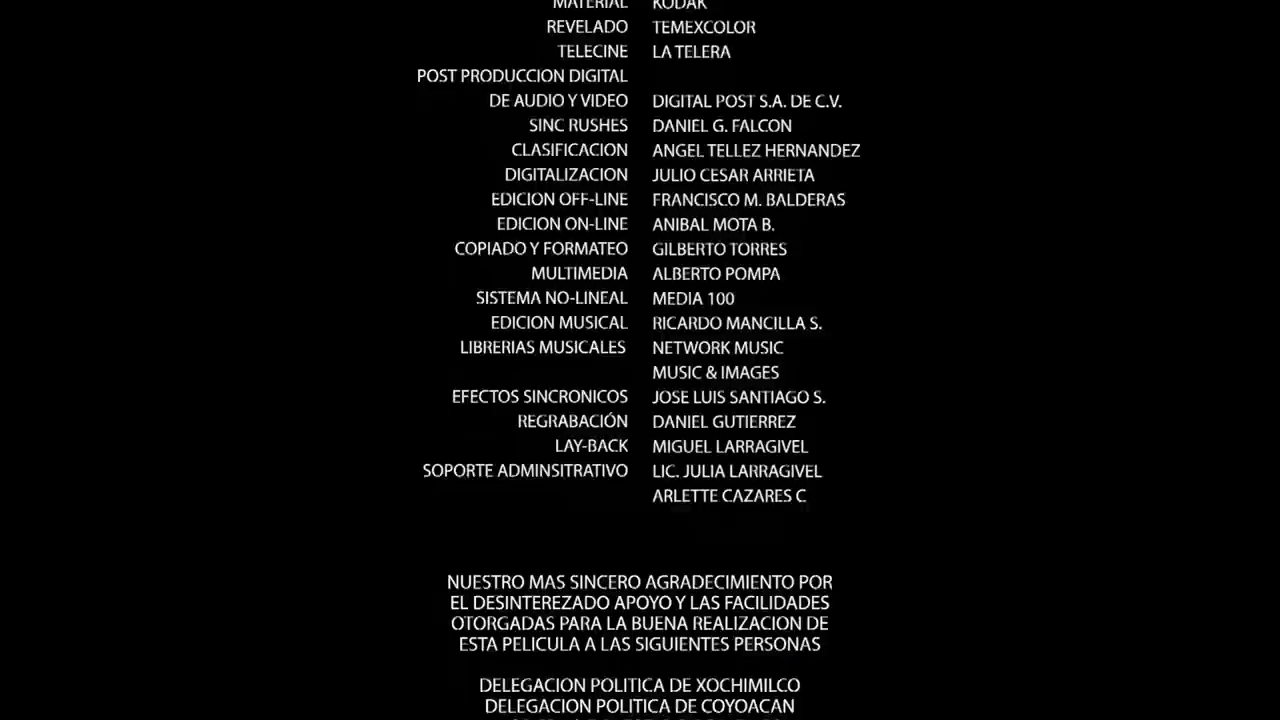 MATERIAL KODAK
REVELADO TEMEXCOLOR
TELECINE LA TELERA
POST PRODUCCION DIGITAL
DE AUDIO Y VIDEO DIGITAL POST S.A. DE C.V.
SINC RUSHES DANIEL G. FALCON
CLASIFICACION ANGEL TELLEZ HERNANDEZ
DIGITALIZACION JULIO CESAR ARRIETA
EDICION OFF-LINE FRANCISCO M. BALDERAS
EDICION ON-LINE ANIBAL MOTA B.
COPIADO Y FORMATEO GILBERTO TORRES
MULTIMEDIA ALBERTO POMPA
SISTEMA NO-LINEAL MEDIA 100
EDICION MUSICAL RICARDO MANCILLA S.
LIBRERIAS MUSICALES NETWORK MUSIC
MUSIC & IMAGES
EFECTOS SINCRONICOS JOSE LUIS SANTIAGO S.
REGRABACIÓN DANIEL GUTIERREZ
LAY-BACK MIGUEL LARRAGIVEL
SOPORTE ADMINSITRATIVO LIC. JULIA LARRAGIVEL
ARLETTE CAZARES C
NUESTRO MAS SINCERO AGRADECIMIENTO POR
EL DESINTEREZADO APOYO Y LAS FACILIDADES
OTORGADAS PARA LA BUENA REALIZACION DE
ESTA PELICULA A LAS SIGUIENTES PERSONAS
DELEGACION POLITICA DE XOCHIMILCO
DELEGACION POLITICA DE COYOACAN